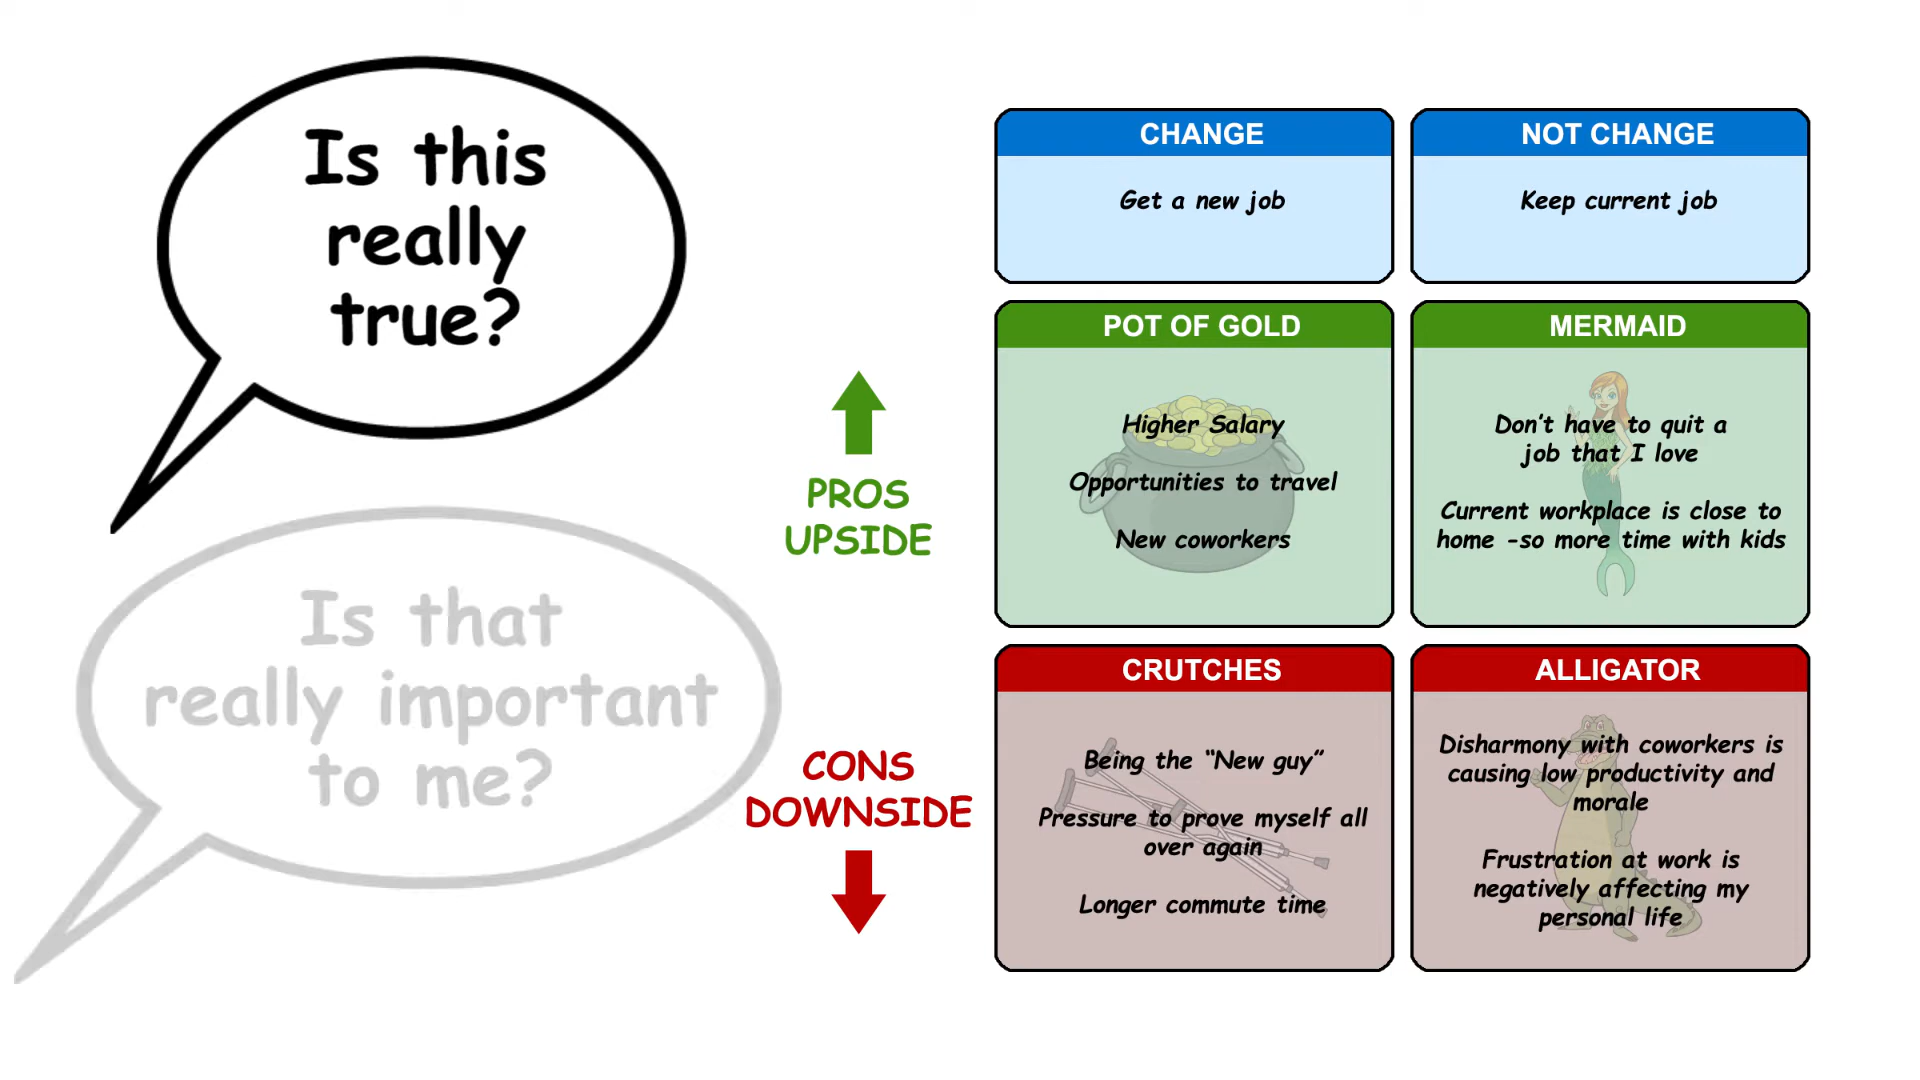 Is this
really
true?
Is that
really important
to me?
PROS
UPSIDE
CONS
DOWNSIDE
CHANGE
Get a new job
NOT CHANGE
Keep current job
POT OF GOLD
Higher Salary
Opportunities to travel
New coworkers
MERMAID
Don't have to quit a
job that I love
Current workplace is close to
home -so more time with kids
CRUTCHES
Being the “New guy”
Pressure to prove myself all
over again
Longer commute time
ALLIGATOR
Disharmony with coworkers is
causing low productivity and
morale
Frustration at work is
negatively affecting my
personal life